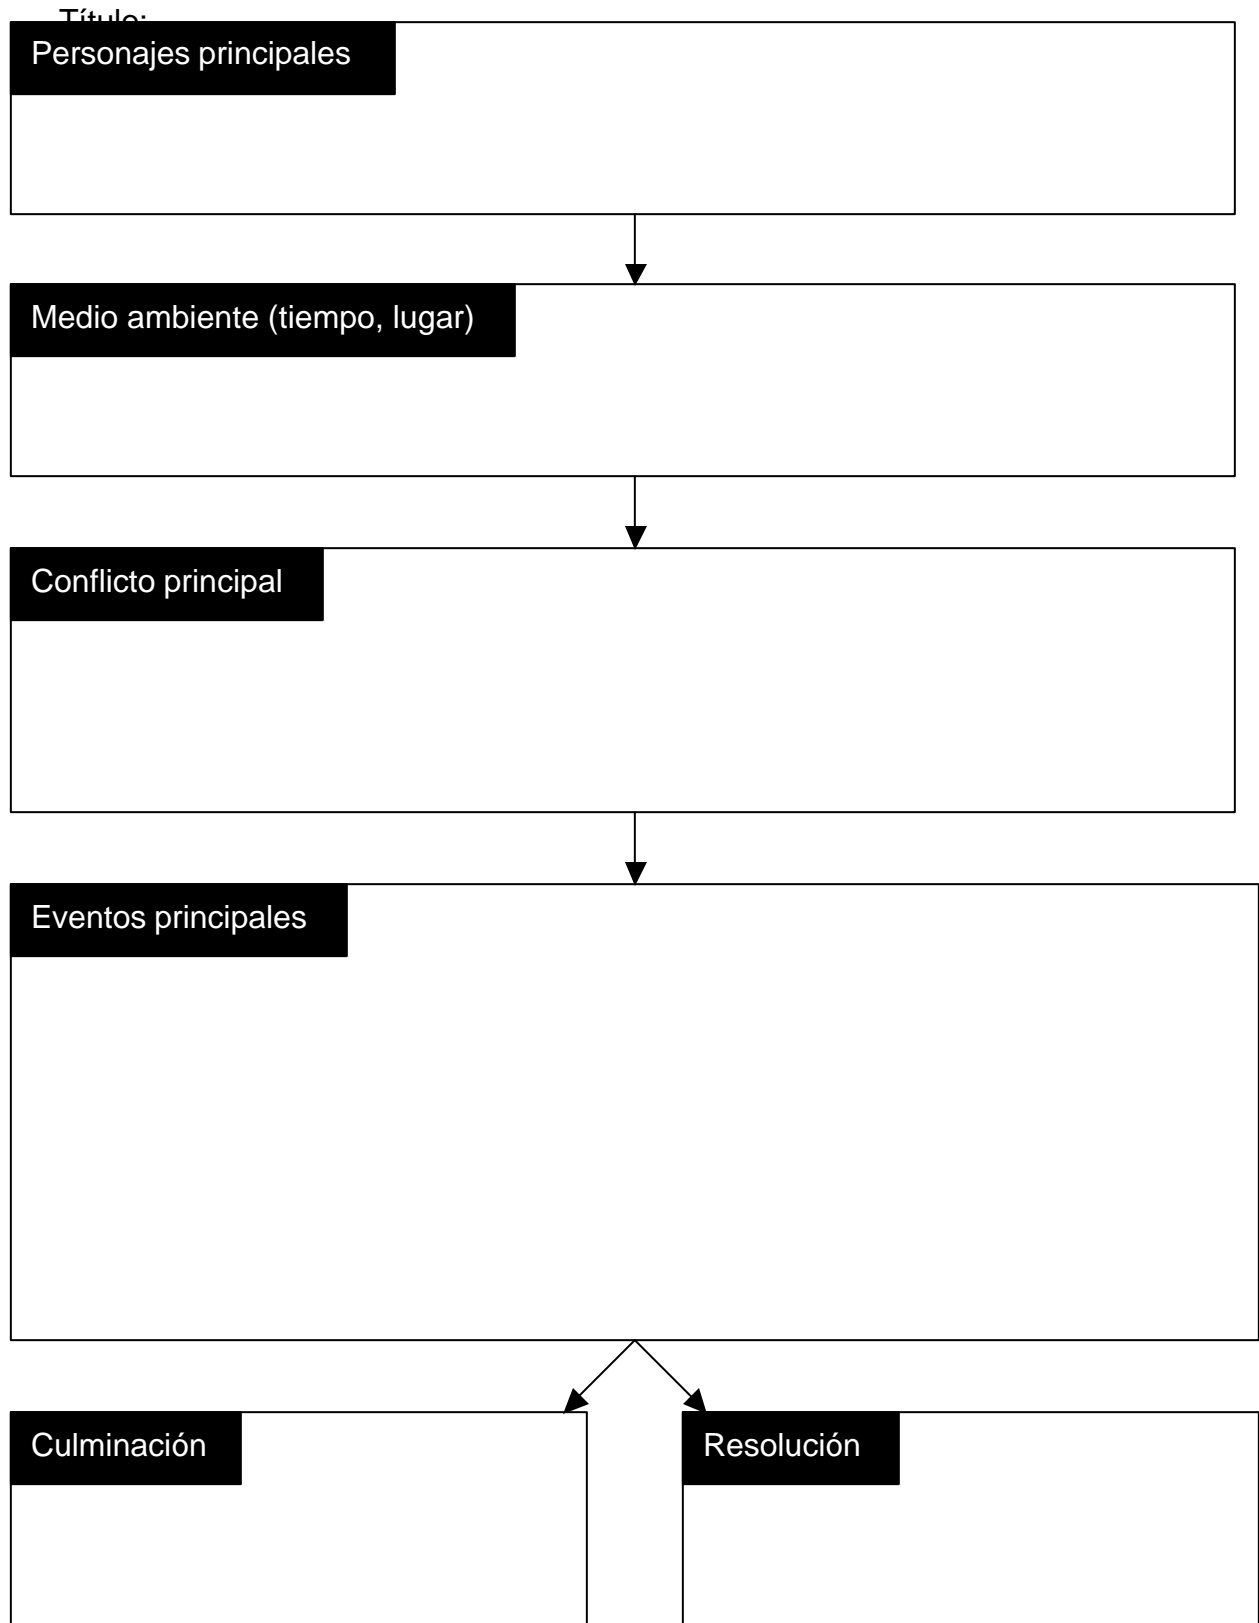 Título:
Personajes principales
Medio ambiente (tiempo, lugar)
Conflicto principal
Eventos principales
Culminación
Resolución